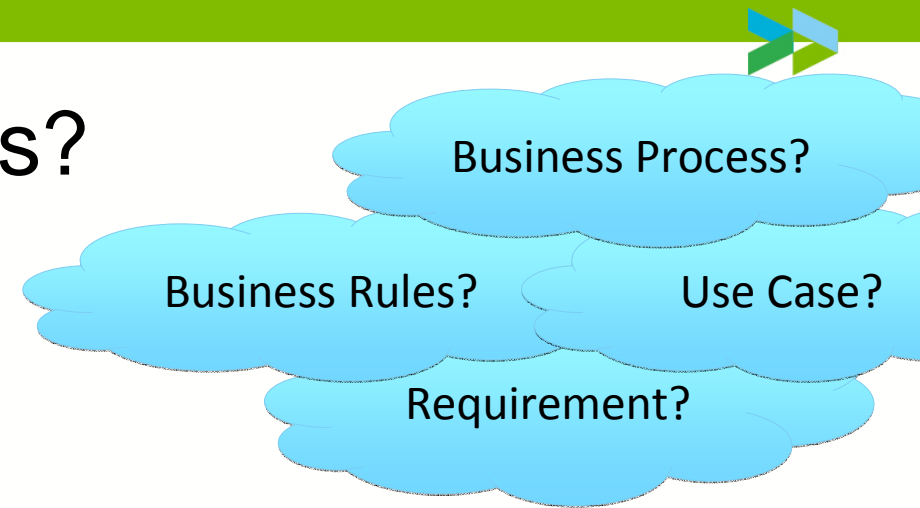 s?
Business Process?
Business Rules?
Use Case?
Requirement?